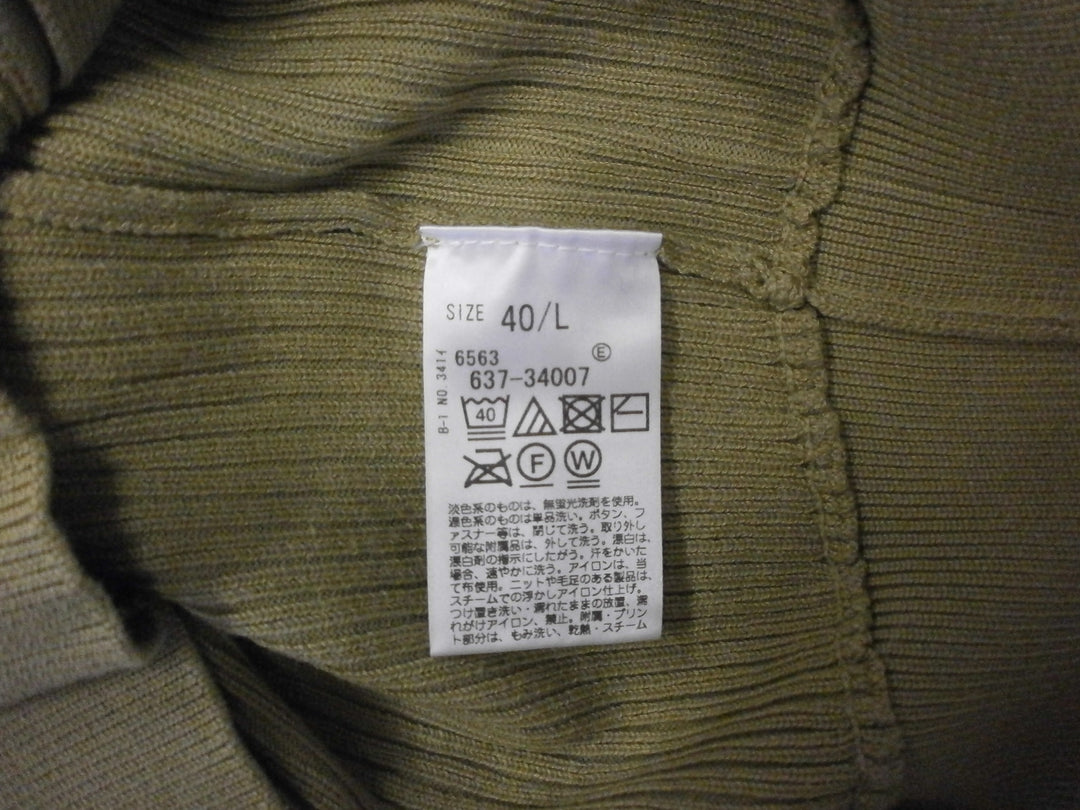 SIZE 40/L
6563 Ⓔ
637-34007
B-1 NO.3414
40
F W
淡色系のものは、無蛍光洗剤を使用。
濃色系のものは単品洗い。ボタン、フ
ァスナー等は、閉じて洗う。取り外し
可能な附属品は、外して洗う。漂白は、
漂白剤の指示にしたがう。汗をかいた
場合、速やかに洗う。アイロンは、当
て布使用。ニットや毛足のある製品は、
スチームでの浮かしアイロン仕上げ。
つけ置き洗い・濡れたままの放置、濡
れがけアイロン、禁止。附属・プリン
ト部分は、もみ洗い、乾熱・スチーム